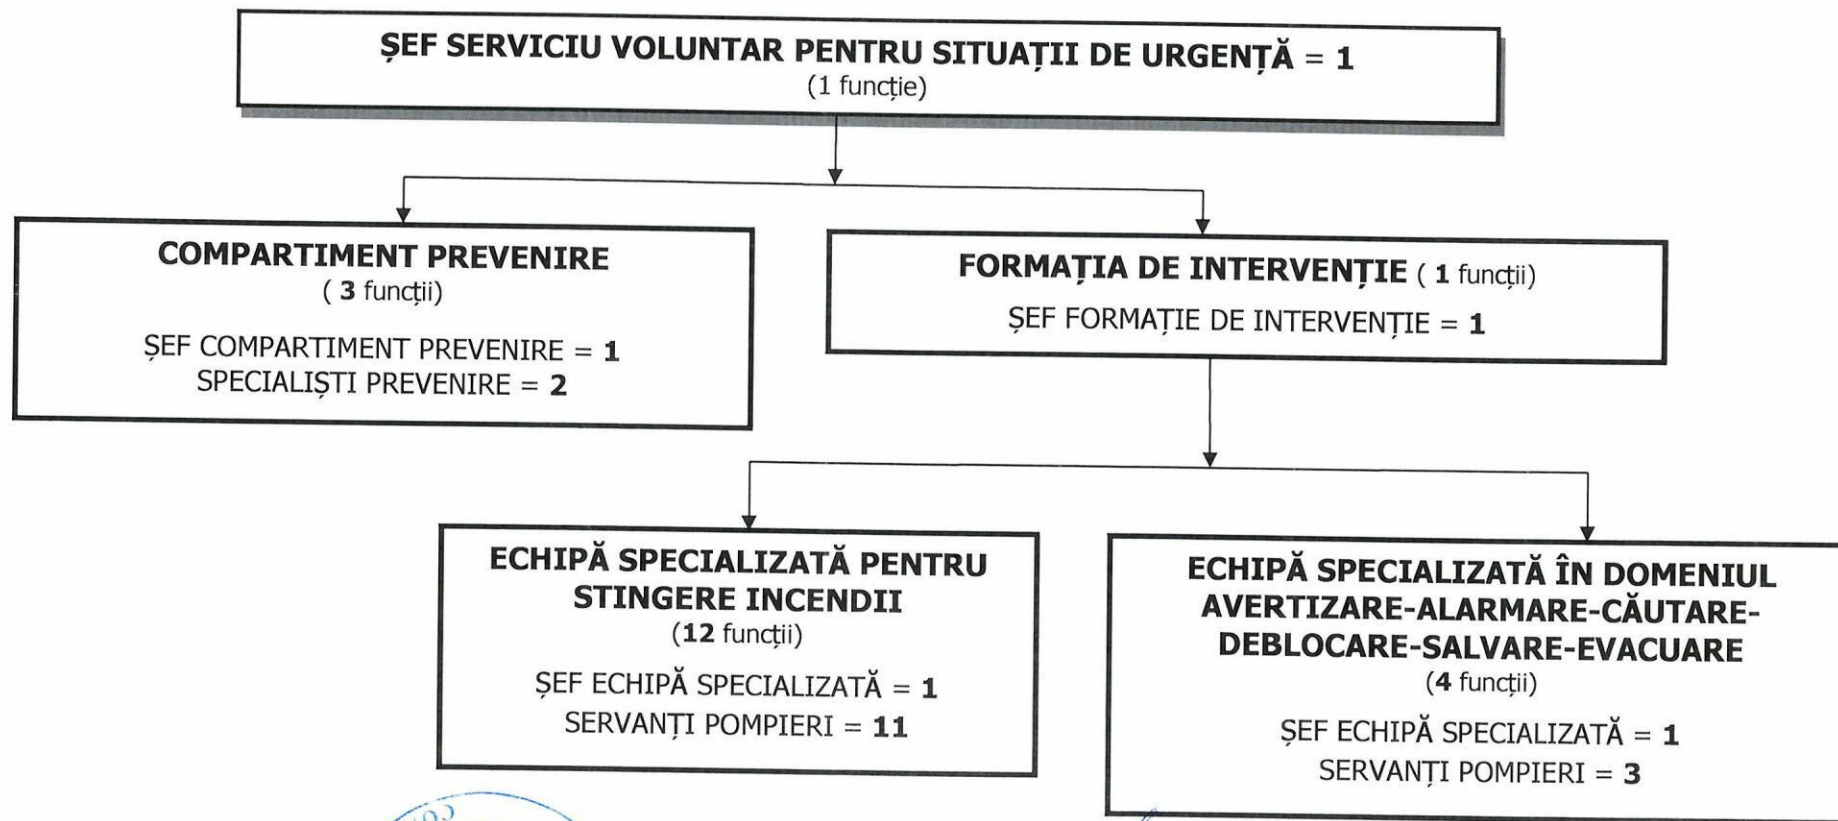 ȘEF SERVICIU VOLUNTAR PENTRU SITUAȚII DE URGENȚĂ = 1
(1 funcție)
COMPARTIMENT PREVENIRE
( 3 funcții)
ȘEF COMPARTIMENT PREVENIRE = 1
SPECIALIȘTI PREVENIRE = 2
FORMAȚIA DE INTERVENȚIE ( 1 funcții)
ȘEF FORMAȚIE DE INTERVENȚIE = 1
ECHIPĂ SPECIALIZATĂ PENTRU
STINGERE INCENDII
(12 funcții)
ȘEF ECHIPĂ SPECIALIZATĂ = 1
SERVANȚI POMPIERI = 11
ECHIPĂ SPECIALIZATĂ ÎN DOMENIUL
AVERTIZARE-ALARMARE-CĂUTARE-
DEBLOCARE-SALVARE-EVACUARE
(4 funcții)
ȘEF ECHIPĂ SPECIALIZATĂ = 1
SERVANȚI POMPIERI = 3